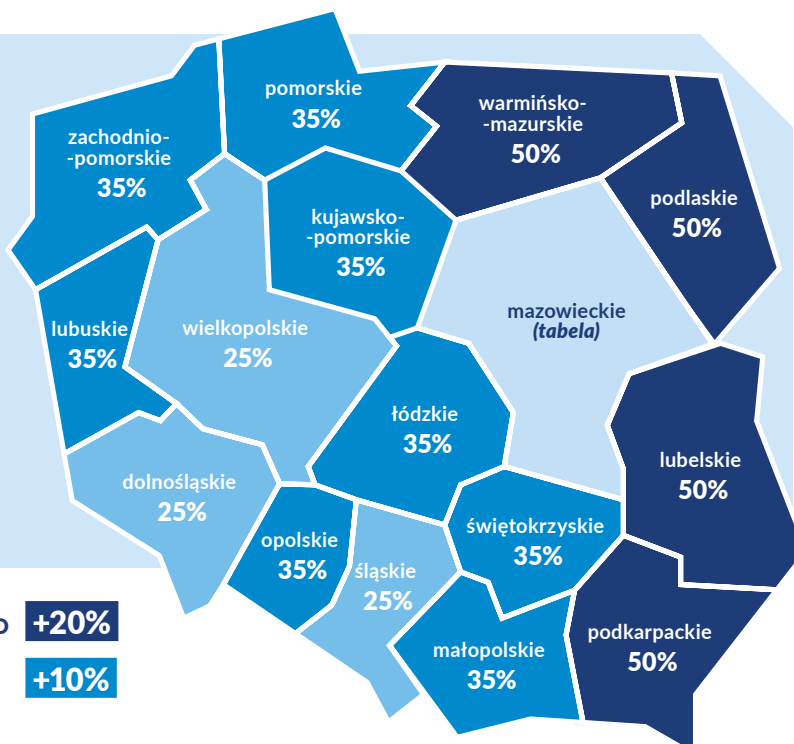 pomorskie
35%
warmińsko-
-mazurskie
50%
zachodnio-
-pomorskie
35%
podlaskie
50%
kujawsko-
-pomorskie
35%
mazowieckie
(tabela)
lubuskie
35%
wielkopolskie
25%
łódzkie
35%
lubelskie
50%
dolnośląskie
25%
świętokrzyskie
35%
opolskie
35%
śląskie
25%
podkarpackie
50%
małopolskie
35%
o +20%
+10%